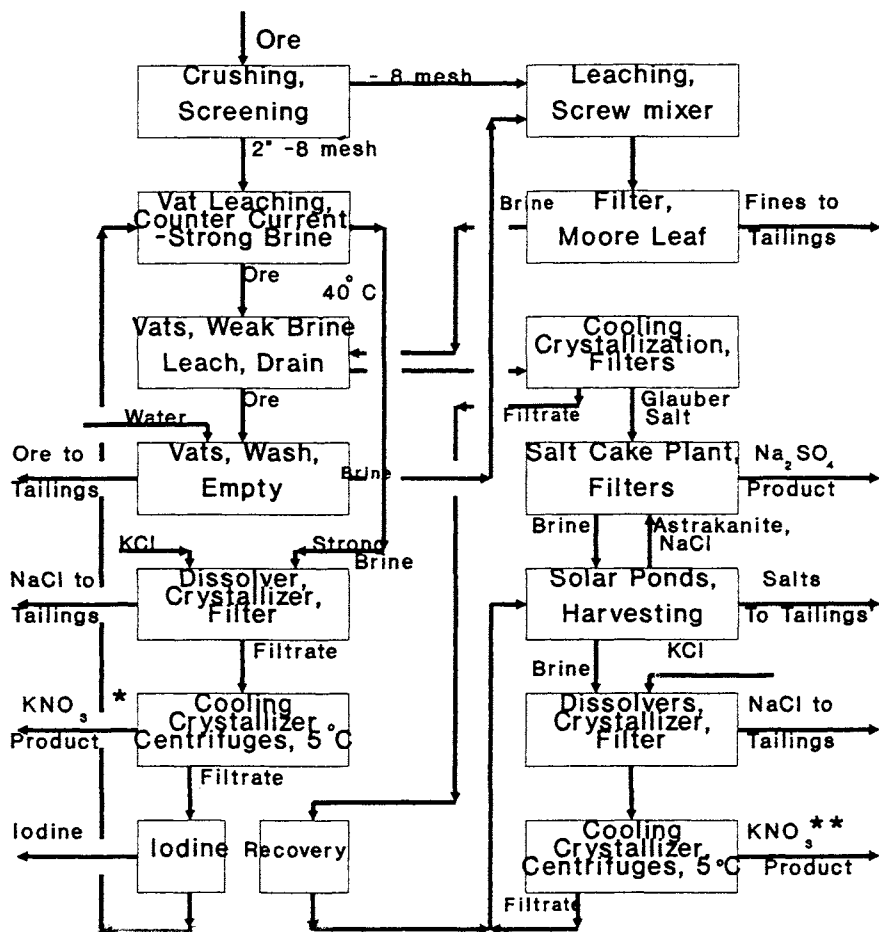 Ore
Crushing,
Screening
- 8 mesh
Leaching,
Screw mixer
2" -8 mesh
Vat Leaching,
Counter Current
-Strong Brine
Brine
Filter,
Moore Leaf
Fines to
Tailings
Ore
40°C
Vats, Weak Brine
Leach, Drain
Cooling
Crystallization,
Filters
Ore
Water
Filtrate
Glauber
Salt
Ore to
Tailings
Vats, Wash,
Empty
Brine
Salt Cake Plant,
Filters
Na2SO4
Product
KCl
Strong
Brine
Brine
Astrakanite,
NaCl
NaCl to
Tailings
Dissolver,
Crystallizer,
Filter
Solar Ponds,
Harvesting
Salts
To Tailings
Filtrate
Brine
KCl
KNO3 *
Product
Cooling
Crystallizer,
Centrifuges, 5°C
Dissolvers,
Crystallizer,
Filter
NaCl to
Tailings
Filtrate
Iodine
Iodine
Recovery
Cooling
Crystallizer,
Centrifuges, 5°C
KNO3**
Product
Filtrate